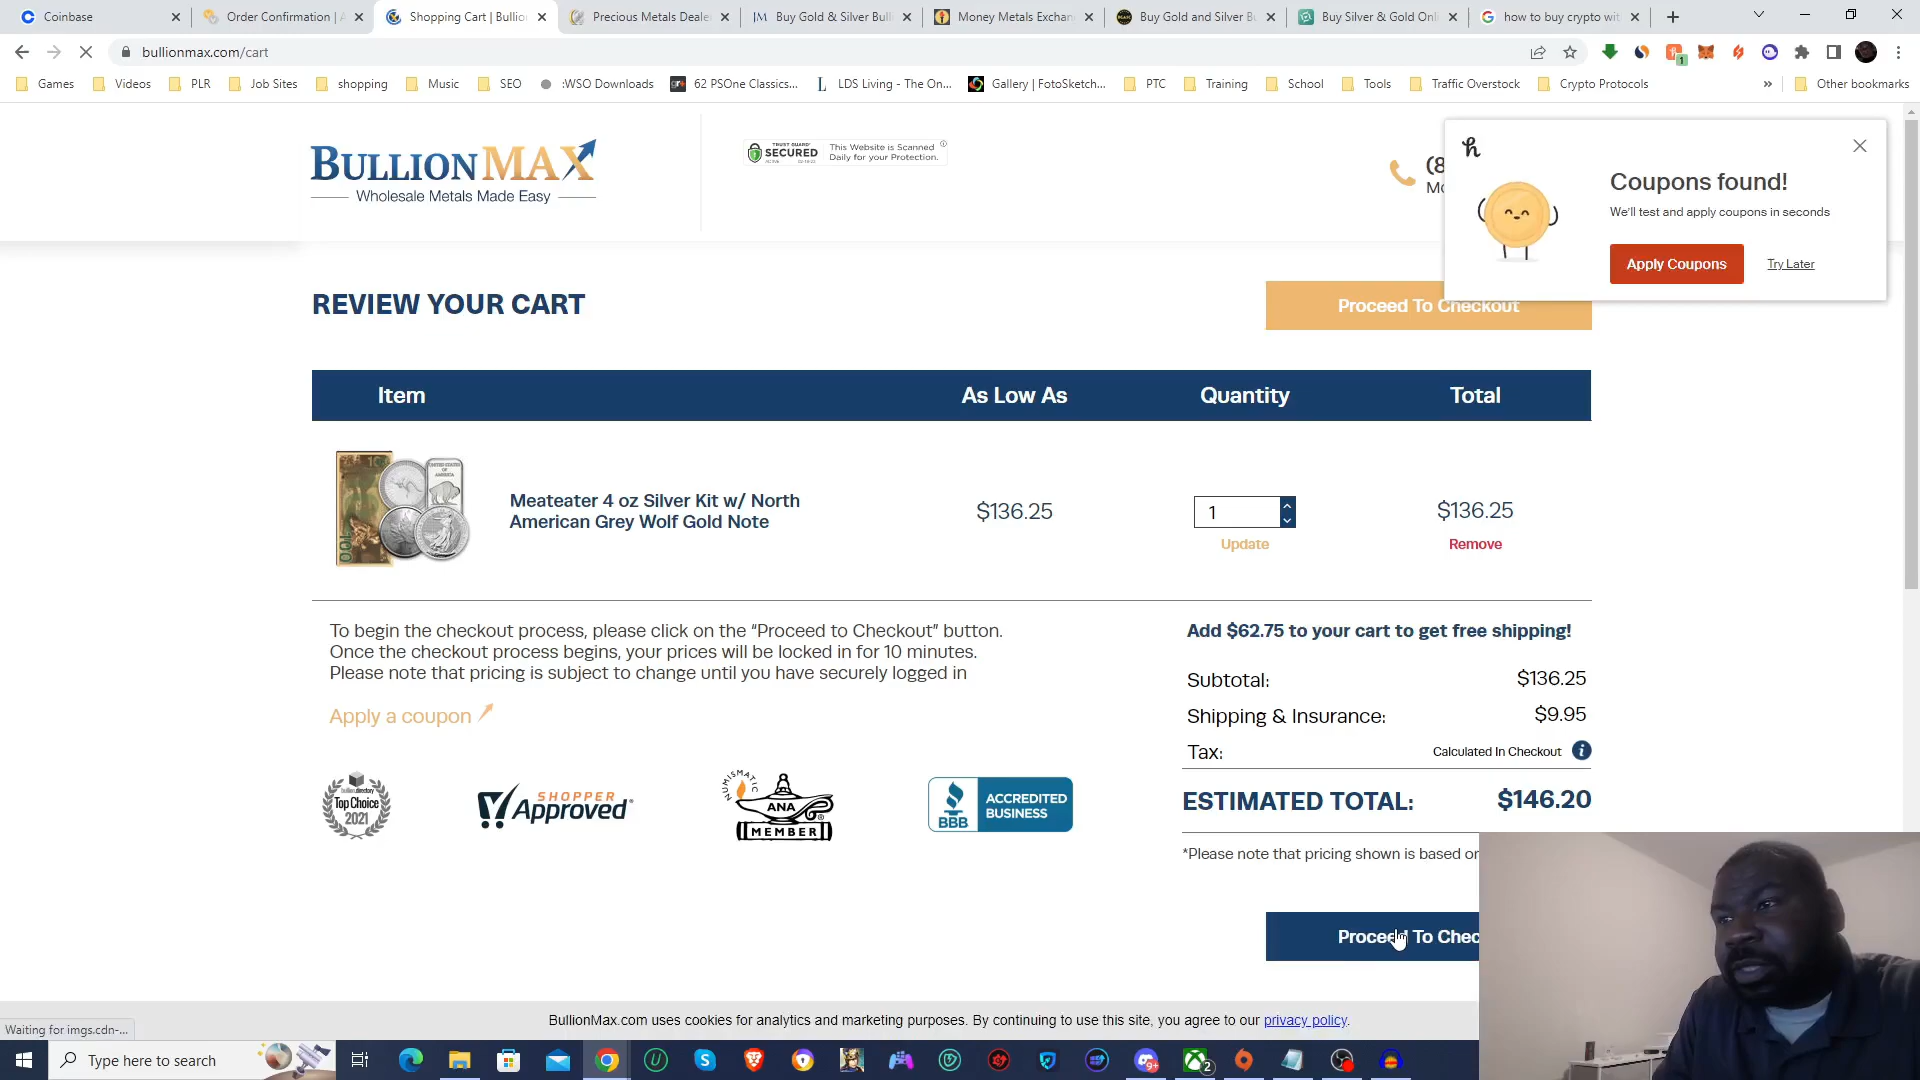 Coinbase
Order Confirmation | A
Shopping Cart | Bullion
Precious Metals Deale
Buy Gold & Silver Bulli
Money Metals Exchan
Buy Gold and Silver Bu
Buy Silver & Gold Onli
how to buy crypto wit
bullionmax.com/cart
Games
Videos
PLR
Job Sites
shopping
Music
SEO
:WSO Downloads
62 PSOne Classics...
LDS Living - The On...
Gallery | FotoSketch...
PTC
Training
School
Tools
Traffic Overstock
Crypto Protocols
»
Other bookmarks
BULLIONMAX
Wholesale Metals Made Easy
TRUST GUARD
SECURED
This Website is Scanned
Daily for your Protection.
(8
Mo
Coupons found!
We'll test and apply coupons in seconds
Apply Coupons
Try Later
REVIEW YOUR CART
Proceed To Checkout
Item
As Low As
Quantity
Total
Meateater 4 oz Silver Kit w/ North
American Grey Wolf Gold Note
$136.25
1
Update
$136.25
Remove
To begin the checkout process, please click on the “Proceed to Checkout” button.
Once the checkout process begins, your prices will be locked in for 10 minutes.
Please note that pricing is subject to change until you have securely logged in
Apply a coupon
Add $62.75 to your cart to get free shipping!
Subtotal:
$136.25
Shipping & Insurance:
$9.95
Tax:
Calculated In Checkout
ESTIMATED TOTAL:
$146.20
*Please note that pricing shown is based on
Top Choice
2021
SHOPPER
Approved
NUMISMATIC
ANA
MEMBER
BBB
ACCREDITED
BUSINESS
Proceed To Chec
BullionMax.com uses cookies for analytics and marketing purposes. By continuing to use this site, you agree to our privacy policy.
Waiting for imgs.cdn-...
Type here to search